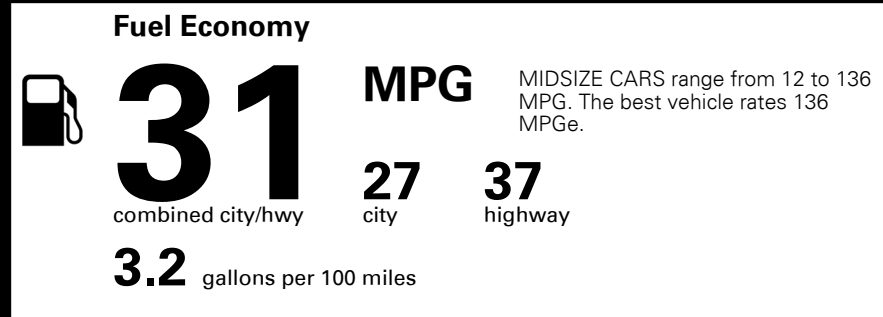 Fuel Economy
31 MPG
MIDSIZE CARS range from 12 to 136
MPG. The best vehicle rates 136
MPGe.
27 37
combined city/hwy city highway
3.2 gallons per 100 miles